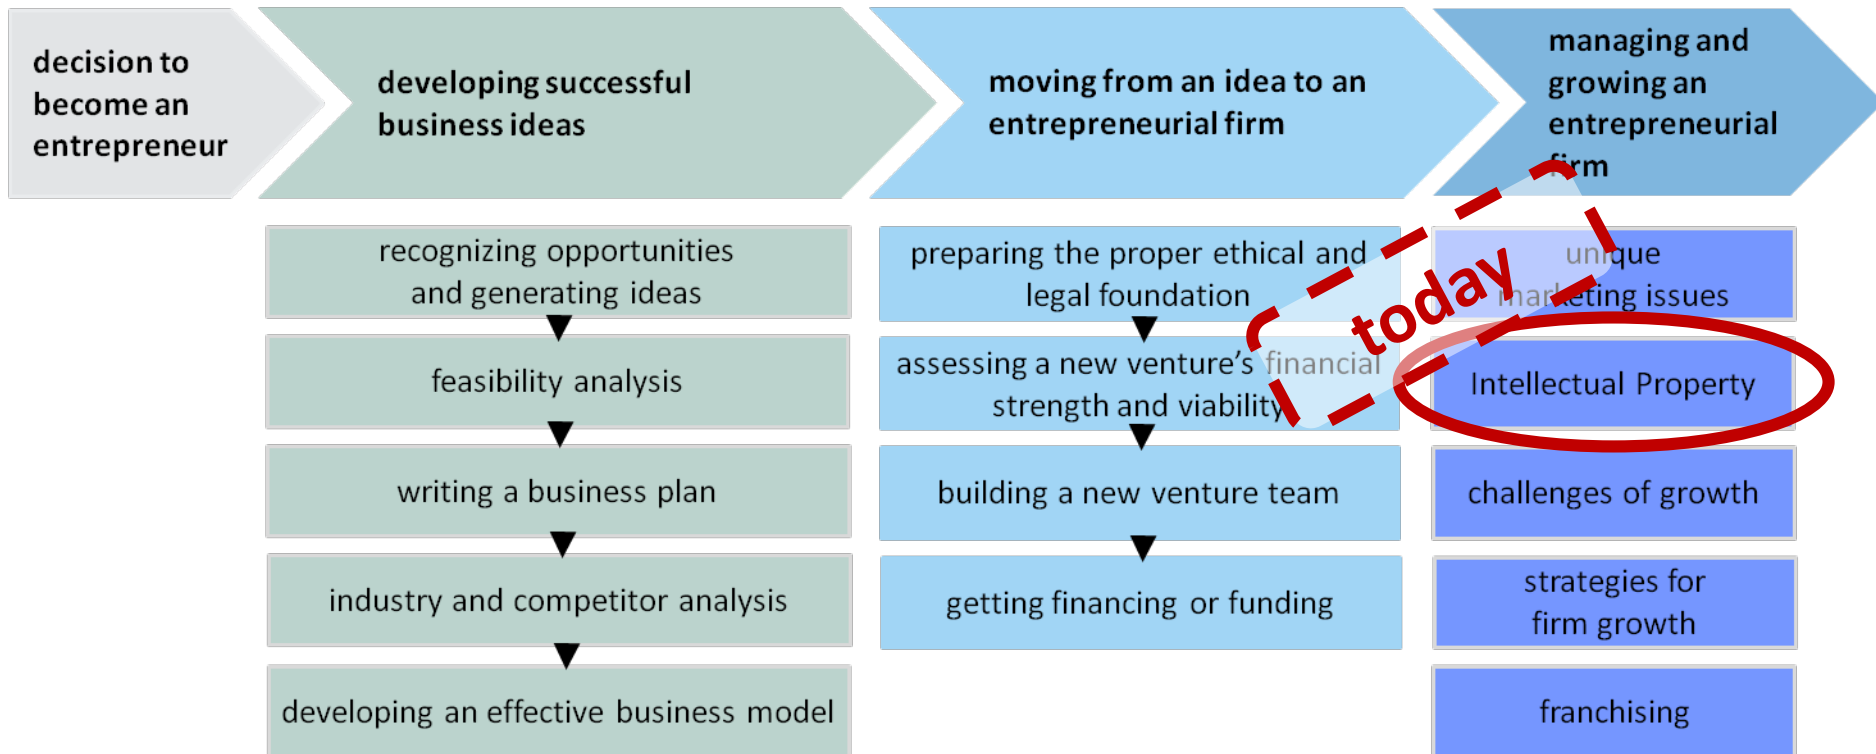 decision to
become an
entrepreneur
developing successful
business ideas
moving from an idea to an
entrepreneurial firm
managing and
growing an
entrepreneurial
firm
recognizing opportunities
and generating ideas
feasibility analysis
writing a business plan
industry and competitor analysis
developing an effective business model
preparing the proper ethical and
legal foundation
assessing a new venture’s financial
strength and viability
building a new venture team
getting financing or funding
today
unique
marketing issues
Intellectual Property
challenges of growth
strategies for
firm growth
franchising